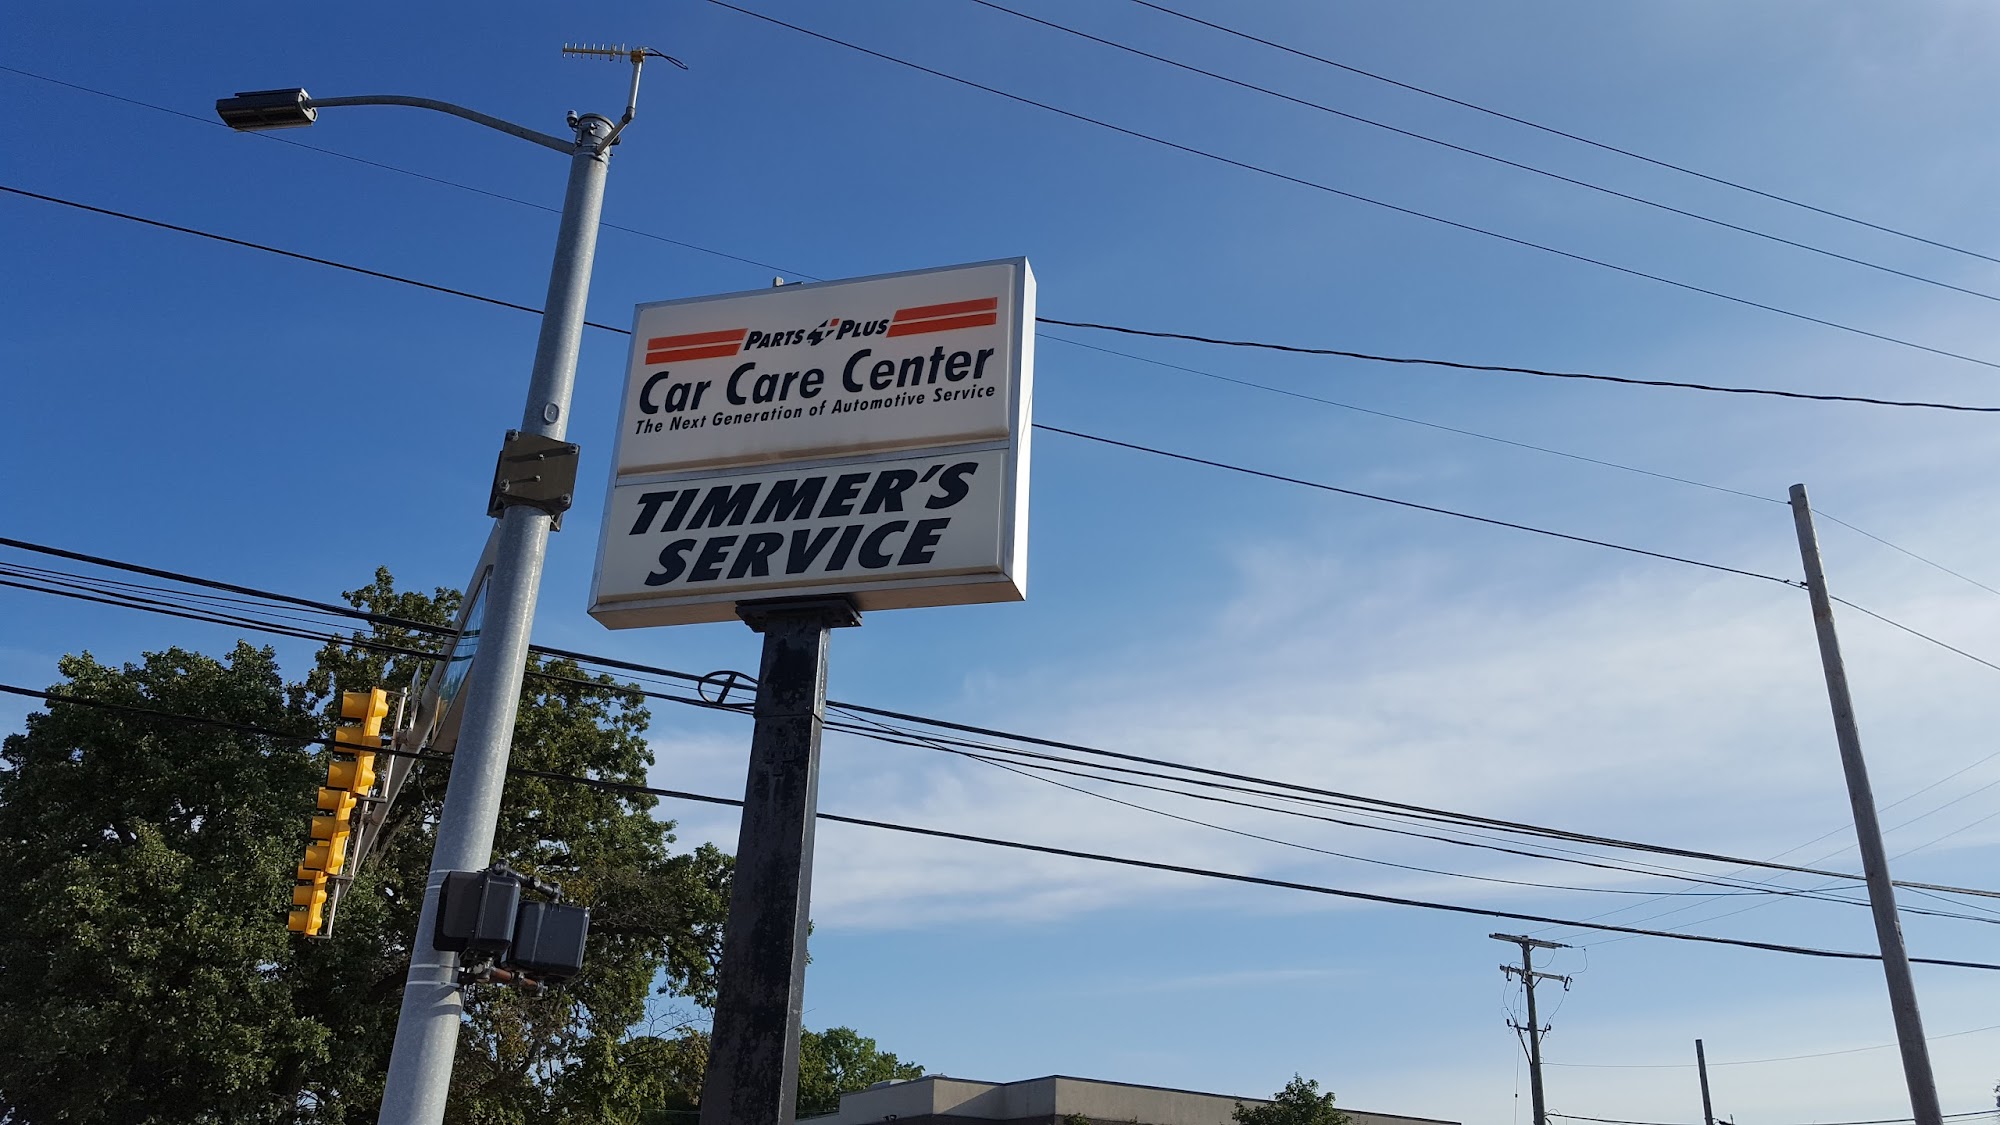 PARTS PLUS
Car Care Center
The Next Generation of Automotive Service
TIMMER'S
SERVICE